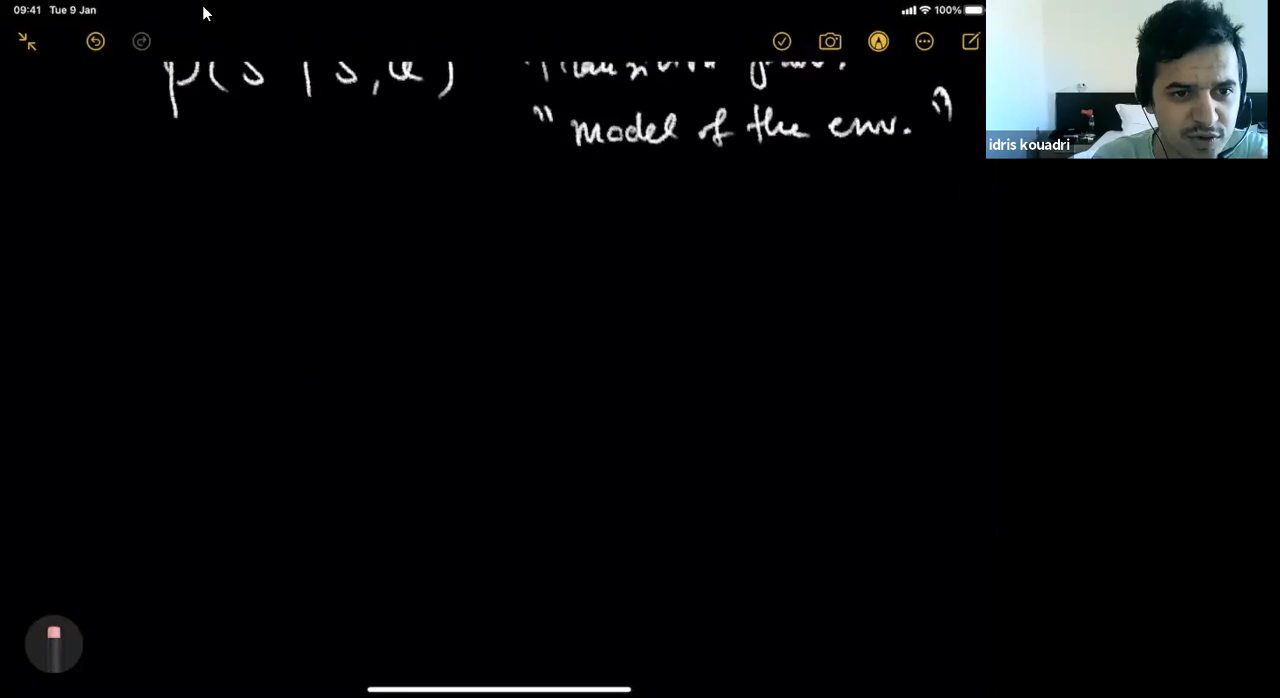 09:41 Tue 9 Jan 100%
p(s | s, a)
" model of the env. "
idris kouadri